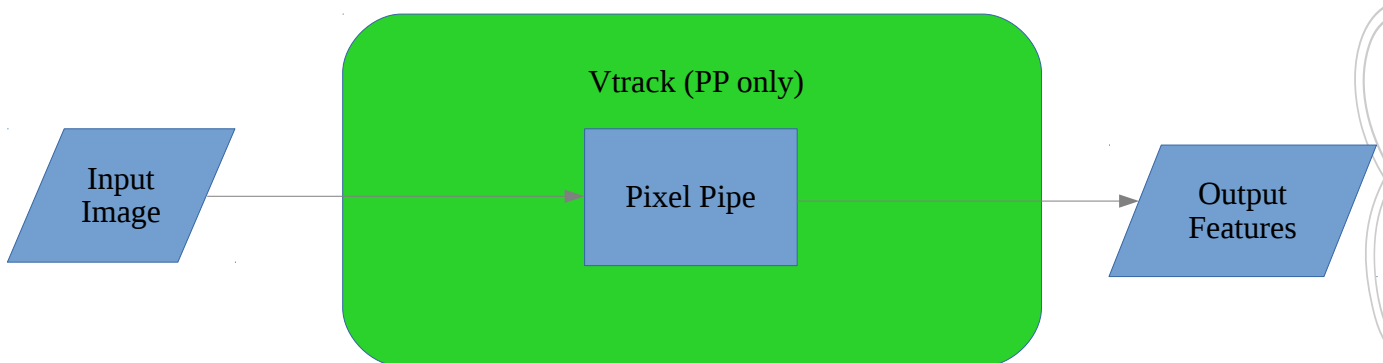 Vtrack (PP only)
Input
Image
Pixel Pipe
Output
Features